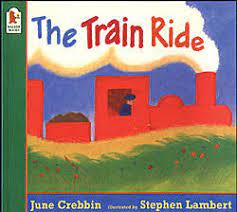 The Train Ride
June Crebbin illustrated by Stephen Lambert